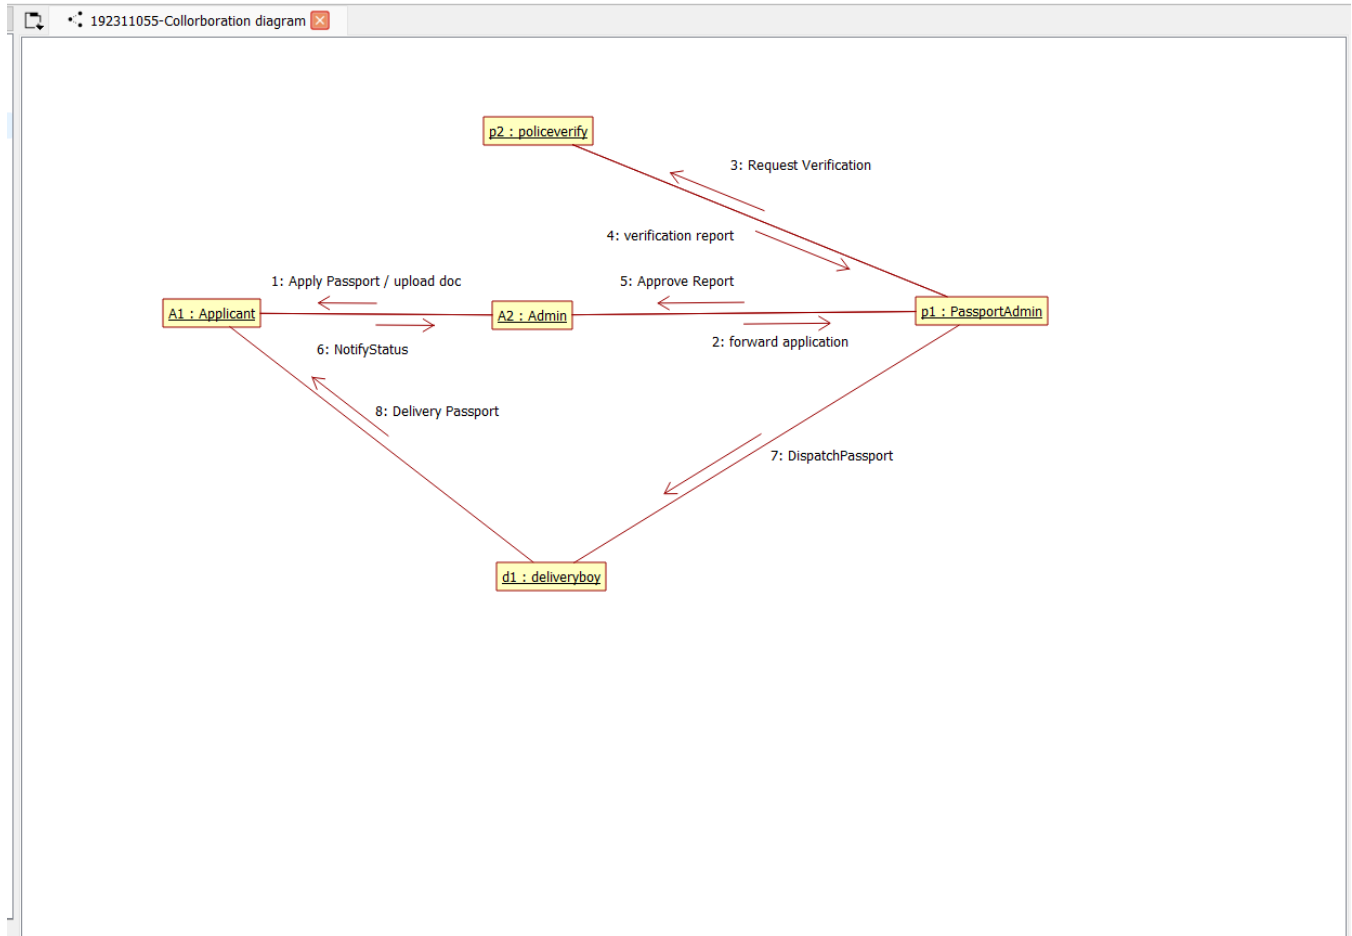 192311055-Collorboration diagram
p2 : policeverify
3: Request Verification
4: verification report
1: Apply Passport / upload doc
5: Approve Report
A1 : Applicant
A2 : Admin
p1 : PassportAdmin
6: NotifyStatus
2: forward application
8: Delivery Passport
7: DispatchPassport
d1 : deliveryboy